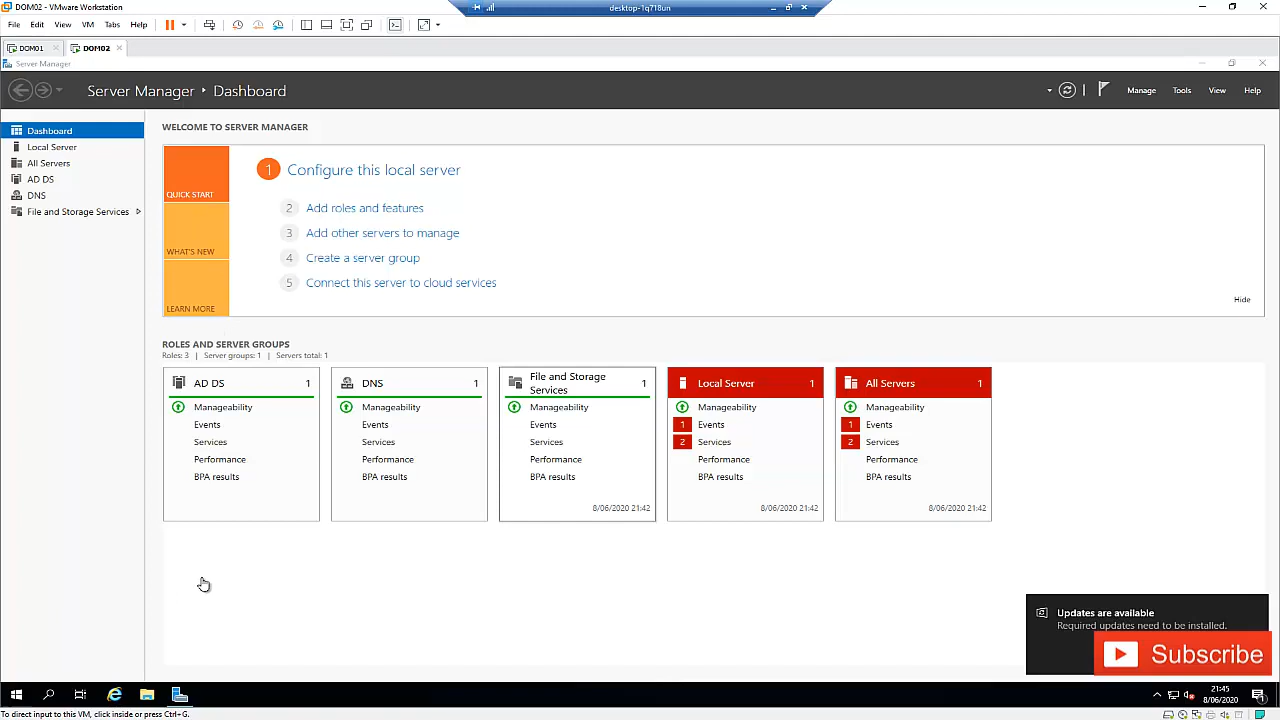 DOM02 - VMware Workstation
desktop-1q718un
File Edit View VM Tabs Help
DOM01 DOM02
Server Manager
Server Manager • Dashboard
Manage Tools View Help
Dashboard
Local Server
All Servers
AD DS
DNS
File and Storage Services
WELCOME TO SERVER MANAGER
QUICK START
WHAT'S NEW
LEARN MORE
1 Configure this local server
2 Add roles and features
3 Add other servers to manage
4 Create a server group
5 Connect this server to cloud services
Hide
ROLES AND SERVER GROUPS
Roles: 3 | Server groups: 1 | Servers total: 1
AD DS 1
Manageability
Events
Services
Performance
BPA results
DNS 1
Manageability
Events
Services
Performance
BPA results
File and Storage
Services 1
Manageability
Events
Services
Performance
BPA results
8/06/2020 21:42
Local Server 1
Manageability
1 Events
2 Services
Performance
BPA results
8/06/2020 21:42
All Servers 1
Manageability
1 Events
2 Services
Performance
BPA results
8/06/2020 21:42
Updates are available
Required updates need to be installed.
Subscribe
21:45
8/06/2020
To direct input to this VM, click inside or press Ctrl+G.